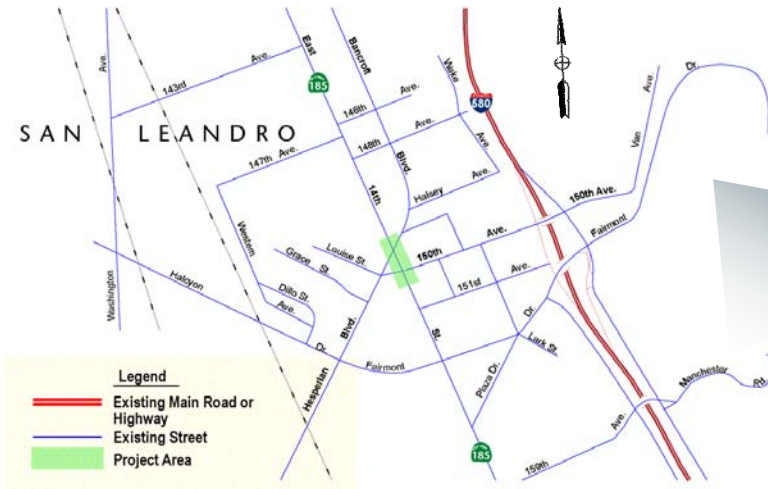 East
Bancroft
Blvd.
Ave.
143rd Ave.
185
Weke
Ave.
580
Dr.
Ave.
Van
SAN LEANDRO
146th Ave.
148th Ave.
147th Ave.
14th
Halsey Ave.
150th Ave.
Fairmont
Dr.
Western
Ave.
Louise St.
Grace St.
Dillo St.
150th Ave.
151st Ave.
Washington
Halcyon
Dr.
Blvd.
Hesperian
Fairmont
St.
Lark St.
Plaza Dr.
Manchester Rd.
159th Ave.
185
Legend
Existing Main Road or
Highway
Existing Street
Project Area